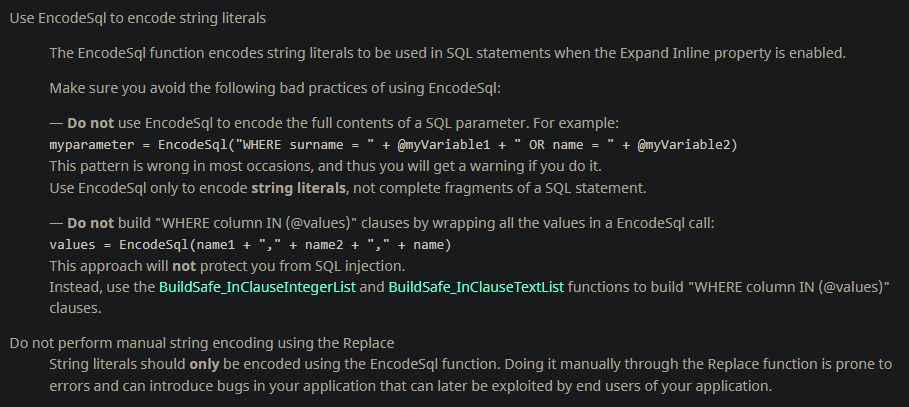 Use EncodeSql to encode string literals
The EncodeSql function encodes string literals to be used in SQL statements when the Expand Inline property is enabled.
Make sure you avoid the following bad practices of using EncodeSql:
— Do not use EncodeSql to encode the full contents of a SQL parameter. For example:
myparameter = EncodeSql("WHERE surname = " + @myVariable1 + " OR name = " + @myVariable2)
This pattern is wrong in most occasions, and thus you will get a warning if you do it.
Use EncodeSql only to encode string literals, not complete fragments of a SQL statement.
— Do not build "WHERE column IN (@values)" clauses by wrapping all the values in a EncodeSql call:
values = EncodeSql(name1 + "," + name2 + "," + name)
This approach will not protect you from SQL injection.
Instead, use the BuildSafe_InClauseIntegerList and BuildSafe_InClauseTextList functions to build "WHERE column IN (@values)"
clauses.
Do not perform manual string encoding using the Replace
String literals should only be encoded using the EncodeSql function. Doing it manually through the Replace function is prone to
errors and can introduce bugs in your application that can later be exploited by end users of your application.